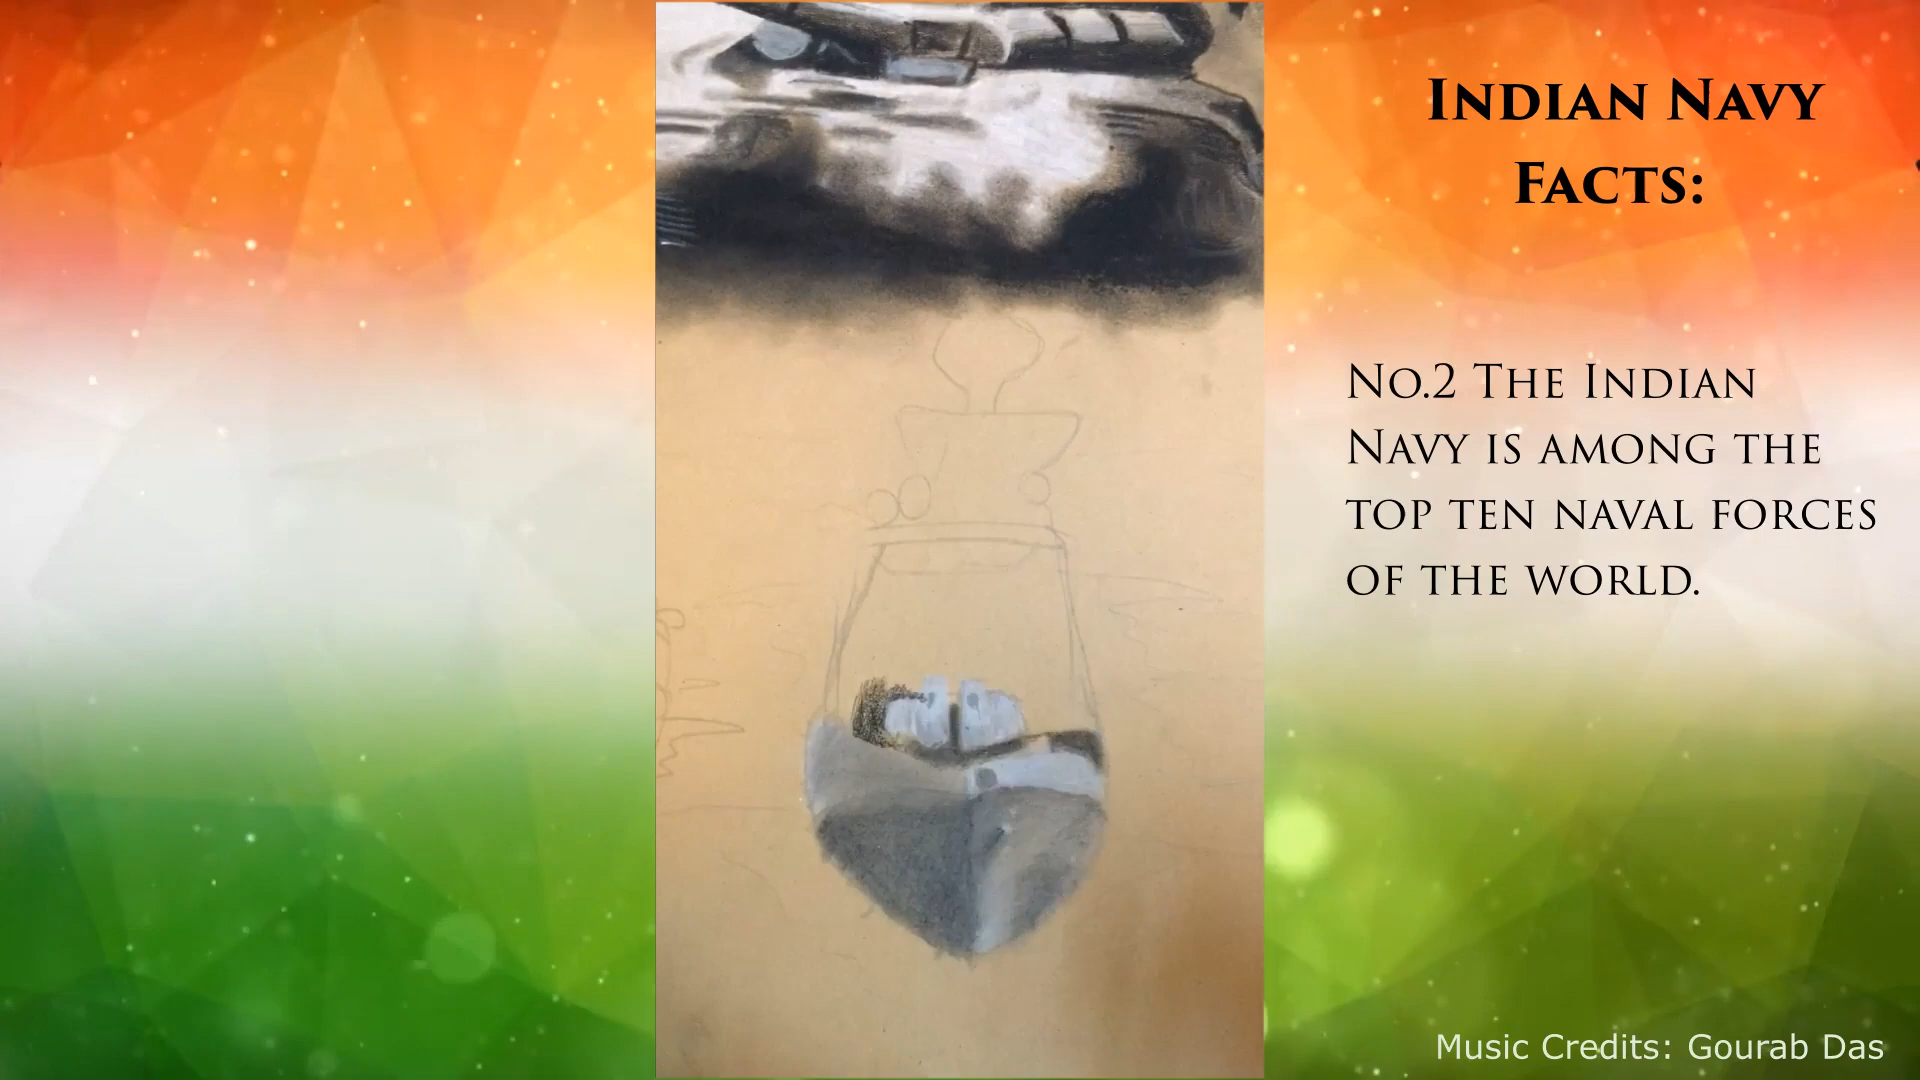 Indian Navy
Facts:
No.2 The Indian
Navy is among the
top ten naval forces
of the world.
Music Credits: Gourab Das